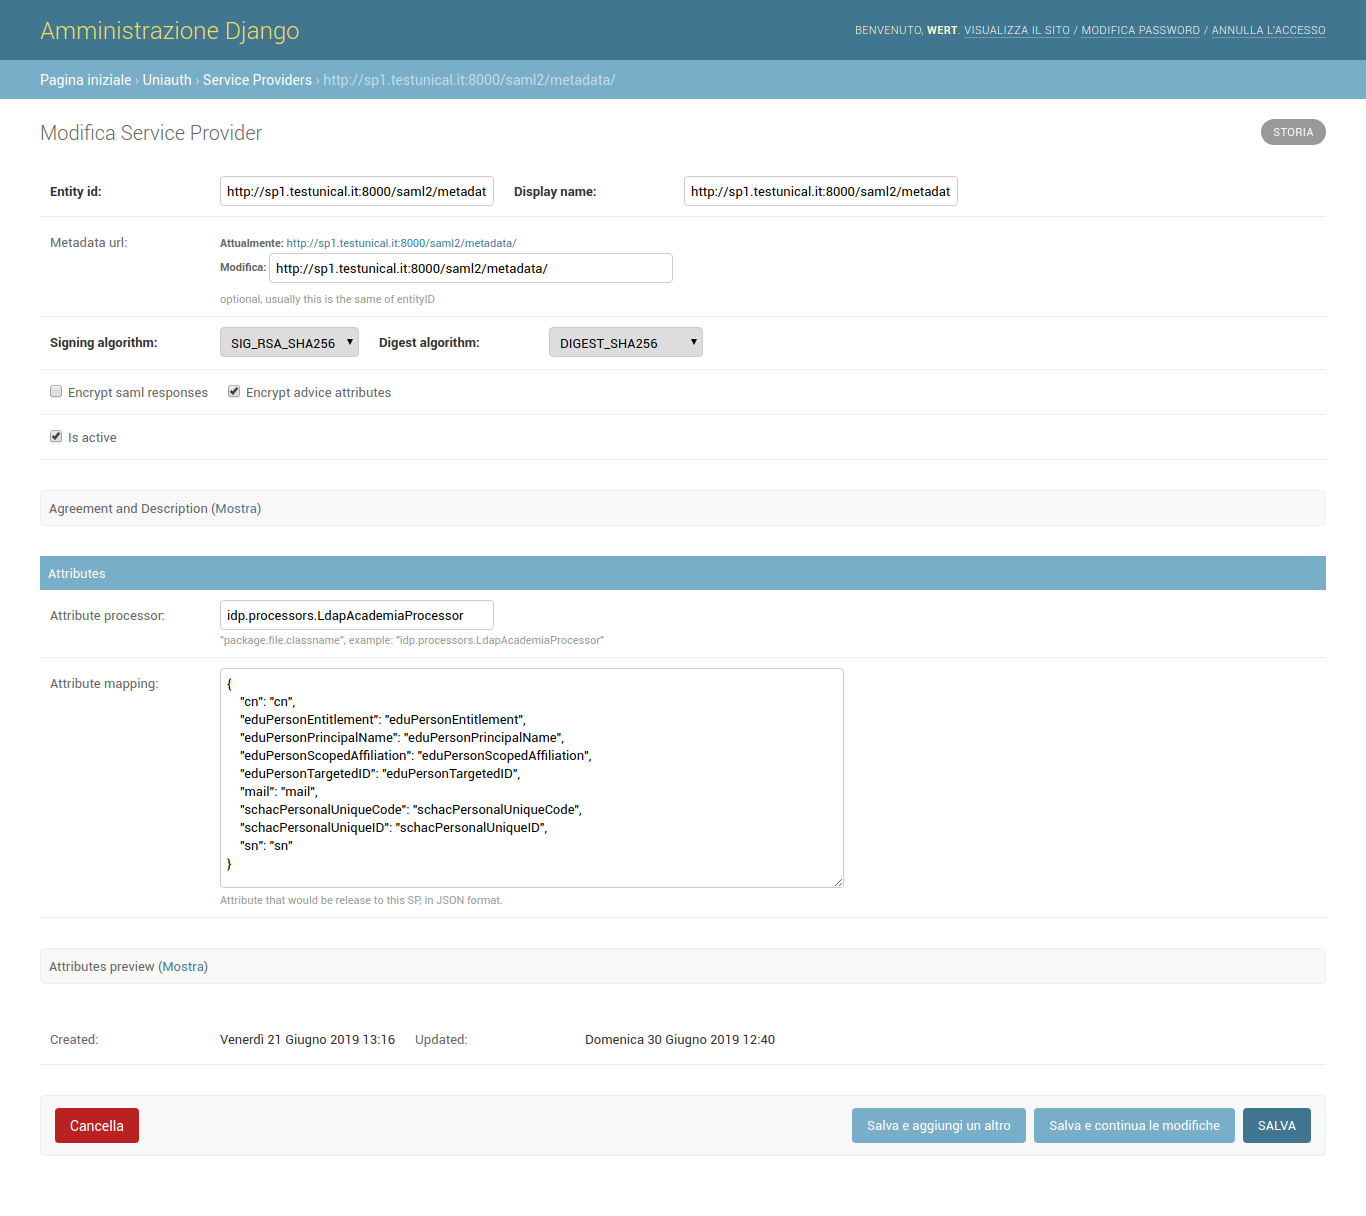 Amministrazione Django
BENVENUTO, WERT. VISUALIZZA IL SITO / MODIFICA PASSWORD / ANNULLA L'ACCESSO
Pagina iniziale › Uniauth › Service Providers › http://sp1.testunical.it:8000/saml2/metadata/
Modifica Service Provider
STORIA
Entity id: http://sp1.testunical.it:8000/saml2/metadat Display name: http://sp1.testunical.it:8000/saml2/metadat
Metadata url: Attualmente: http://sp1.testunical.it:8000/saml2/metadata/
Modifica: http://sp1.testunical.it:8000/saml2/metadata/
optional, usually this is the same of entityID
Signing algorithm: SIG_RSA_SHA256 Digest algorithm: DIGEST_SHA256
Encrypt saml responses Encrypt advice attributes
Is active
Agreement and Description (Mostra)
Attributes
Attribute processor: idp.processors.LdapAcademiaProcessor
"package.file.classname", example: "idp.processors.LdapAcademiaProcessor"
Attribute mapping: {
"cn": "cn",
"eduPersonEntitlement": "eduPersonEntitlement",
"eduPersonPrincipalName": "eduPersonPrincipalName",
"eduPersonScopedAffiliation": "eduPersonScopedAffiliation",
"eduPersonTargetedID": "eduPersonTargetedID",
"mail": "mail",
"schacPersonalUniqueCode": "schacPersonalUniqueCode",
"schacPersonalUniqueID": "schacPersonalUniqueID",
"sn": "sn"
}
Attribute that would be release to this SP, in JSON format.
Attributes preview (Mostra)
Created: Venerdì 21 Giugno 2019 13:16 Updated: Domenica 30 Giugno 2019 12:40
Cancella Salva e aggiungi un altro Salva e continua le modifiche SALVA